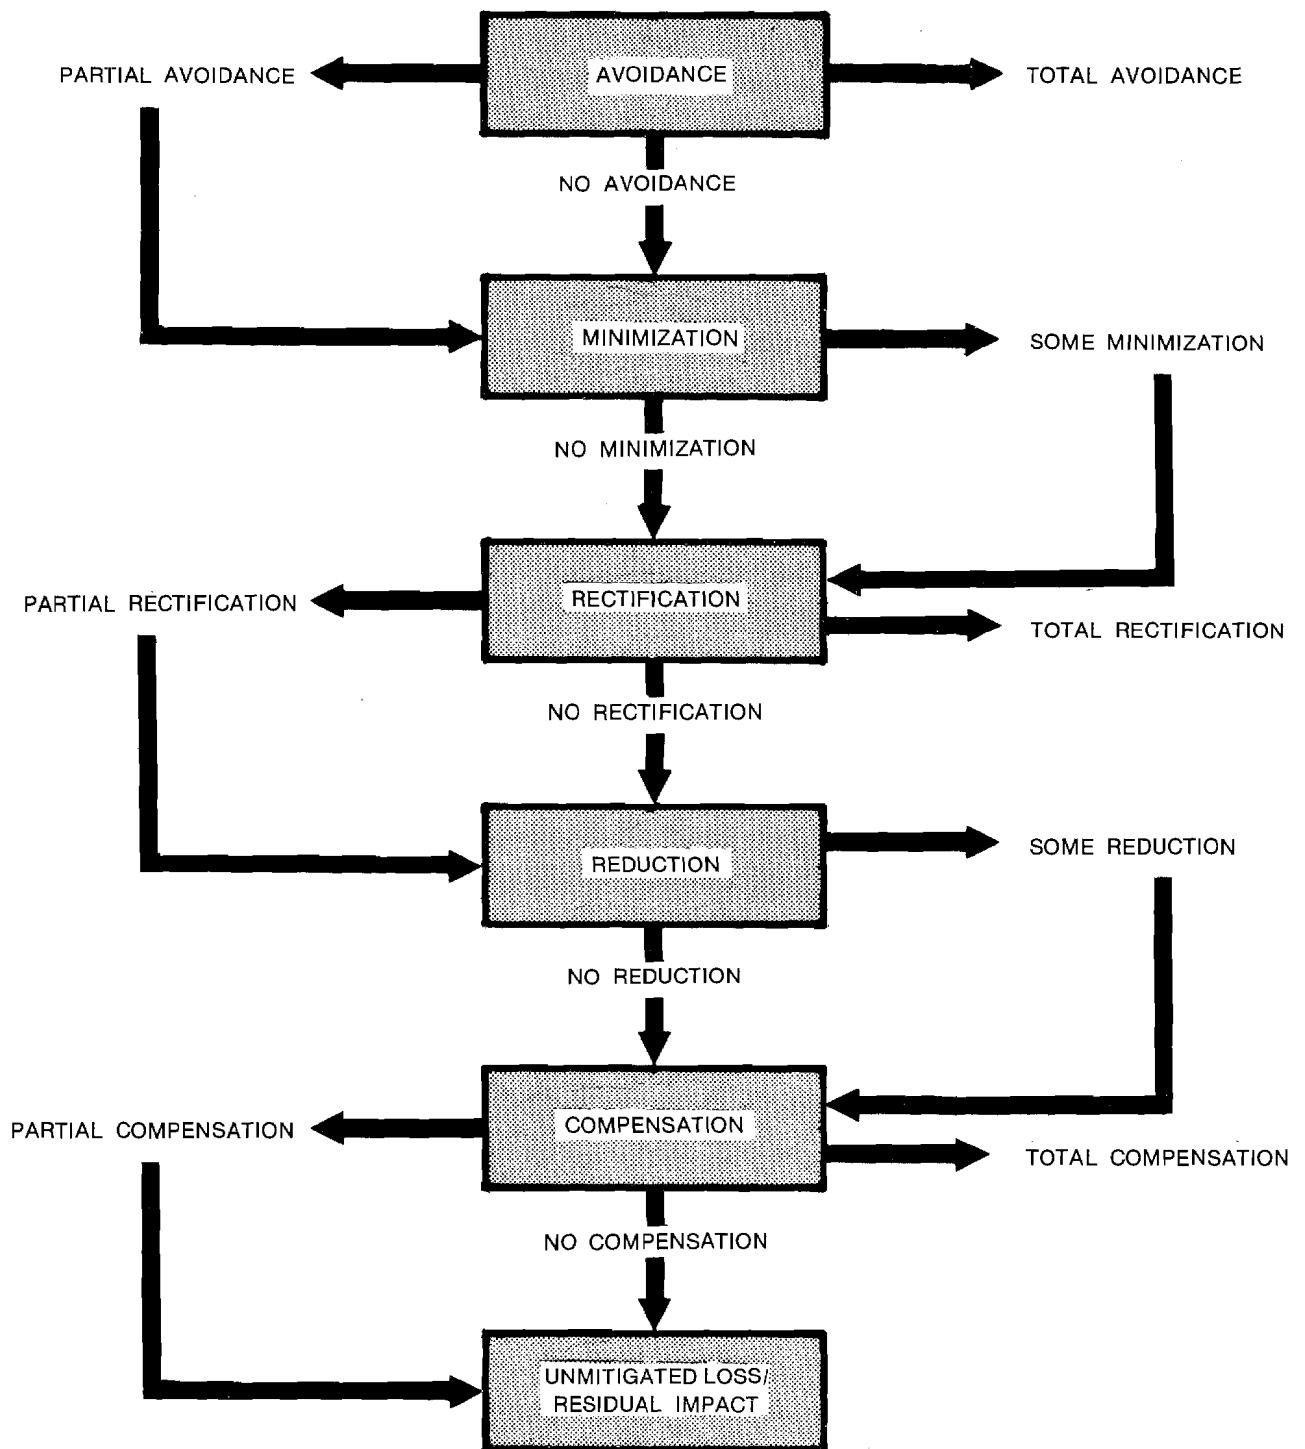 PARTIAL AVOIDANCE
AVOIDANCE
TOTAL AVOIDANCE
NO AVOIDANCE
MINIMIZATION
SOME MINIMIZATION
NO MINIMIZATION
PARTIAL RECTIFICATION
RECTIFICATION
TOTAL RECTIFICATION
NO RECTIFICATION
REDUCTION
SOME REDUCTION
NO REDUCTION
PARTIAL COMPENSATION
COMPENSATION
TOTAL COMPENSATION
NO COMPENSATION
UNMITIGATED LOSS/
RESIDUAL IMPACT